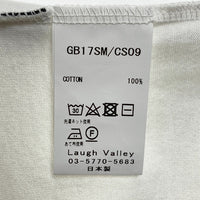 GB17SM/CS09
COTTON 100%
洗濯ネット使用
あて布使用
Laugh Valley
03-5770-5683
日本製